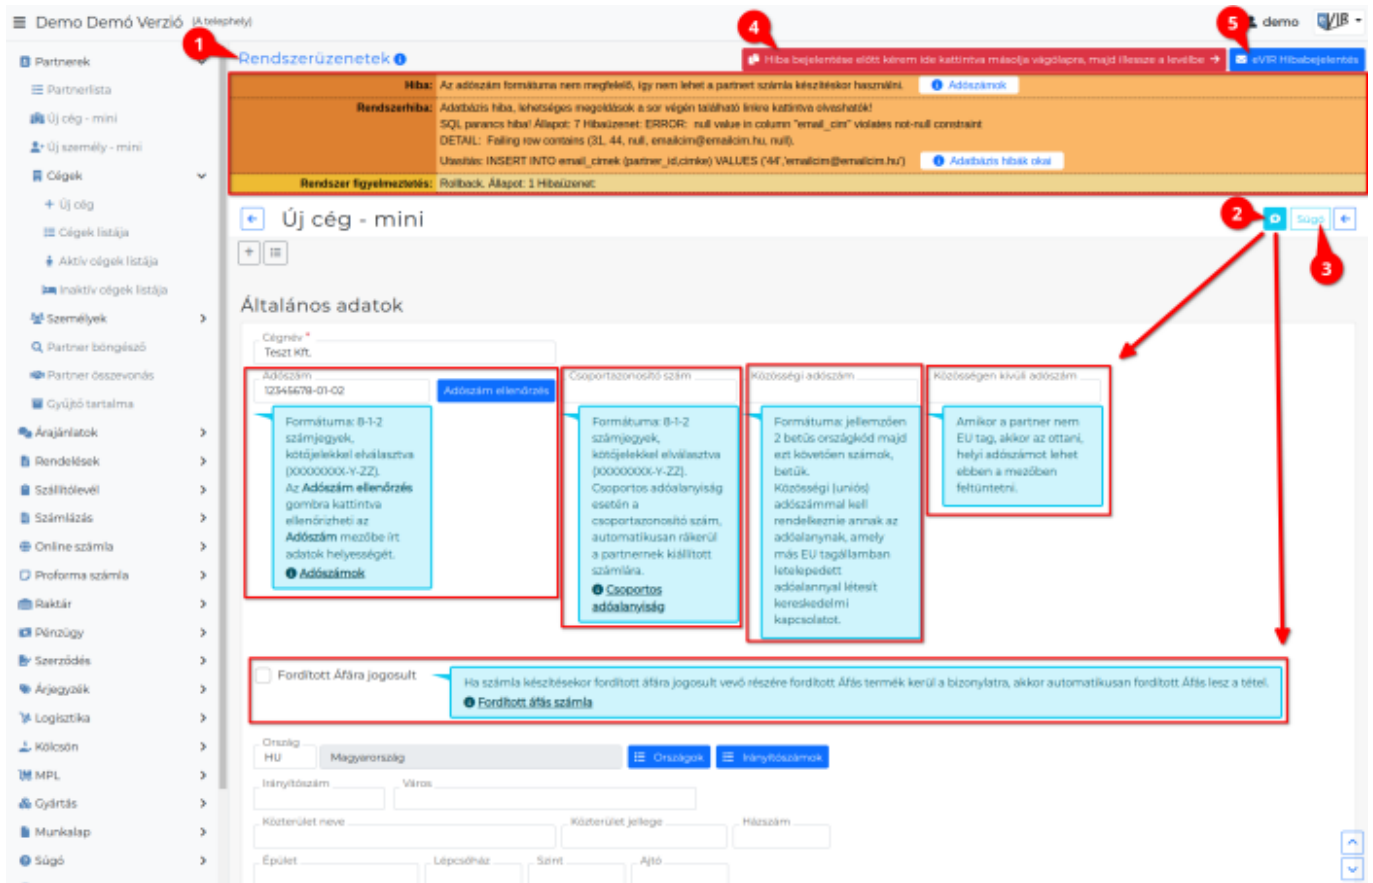 Demo Demó Verzió (A telephely)
demo
eVIR
Partnerek
Partnerlista
Új cég - mini
Új személy - mini
Cégek
Új cég
Cégek listája
Aktív cégek listája
Inaktív cégek listája
Személyek
Partner böngésző
Partner összevonás
Gyűjtő tartalma
Árajánlatok
Rendelések
Szállítólevél
Számlázás
Online számla
Proforma számla
Raktár
Pénzügy
Szerződés
Árjegyzék
Logisztika
Kölcsön
MPL
Gyártás
Munkalap
Súgó
1
4
5
Rendszerüzenetek
Hiba bejelentése előtt kérem ide kattintva másolja vágólapra, majd illessze a levélbe →
eVIR Hibabejelentés
Hiba: Az adószám formátuma nem megfelelő, így nem lehet a partnert számla készítéskor használni. Adószámok
Rendszerhiba: Adatbázis hiba, lehetséges megoldások a sor végén található linkre kattintva olvashatók!
SQL parancs hiba! Állapot: 7 Hibaüzenet: ERROR: null value in column "email_cim" violates not-null constraint
DETAIL: Failing row contains (31, 44, null, emailcim@emailcim.hu, null).
Utasítás: INSERT INTO email_cimek (partner_id,cimke) VALUES ('44','emailcim@emailcim.hu') Adatbázis hibák okai
Rendszer figyelmeztetés: Rollback. Állapot: 1 Hibaüzenet:
Új cég - mini
2
Súgó
3
Általános adatok
Cégnév *
Teszt Kft.
Adószám
12345678-01-02
Adószám ellenőrzés
Formátuma: 8-1-2
számjegyek,
kötőjelekkel elválasztva
(XXXXXXXX-Y-ZZ).
Az Adószám ellenőrzés
gombra kattintva
ellenőrizheti az
Adószám mezőbe írt
adatok helyességét.
Adószámok
Csoportazonosító szám
Formátuma: 8-1-2
számjegyek,
kötőjelekkel elválasztva
(XXXXXXXX-Y-ZZ).
Csoportos adóalanyiság
esetén a
csoportazonosító szám,
automatikusan rákerül
a partnernek kiállított
számlára.
Csoportos
adóalanyiság
Közösségi adószám
Formátuma: jellemzően
2 betűs országkód majd
ezt követően számok,
betűk.
Közösségi (uniós)
adószámmal kell
rendelkeznie annak az
adóalanynak, amely
más EU tagállamban
letelepedett
adóalannyal létesít
kereskedelmi
kapcsolatot.
Közösségen kívüli adószám
Amikor a partner nem
EU tag, akkor az ottani,
helyi adószámot lehet
ebben a mezőben
feltüntetni.
Fordított Áfára jogosult
Ha számla készítésekor fordított áfára jogosult vevő részére fordított Áfás termék kerül a bizonylatra, akkor automatikusan fordított Áfás lesz a tétel.
Fordított áfás számla
Ország
HU
Magyarország
Országok
Irányítószámok
Irányítószám
Város
Közterület neve
Közterület jellege
Házszám
Épület
Lépcsőház
Szint
Ajtó